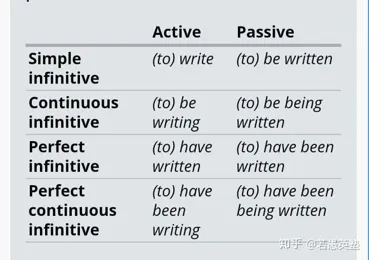 Active Passive
Simple (to) write (to) be written
infinitive
Continuous (to) be (to) be being
infinitive writing written
Perfect (to) have (to) have been
infinitive written written
Perfect (to) have (to) have been
continuous been being written
infinitive writing
知乎 @若愚英塾